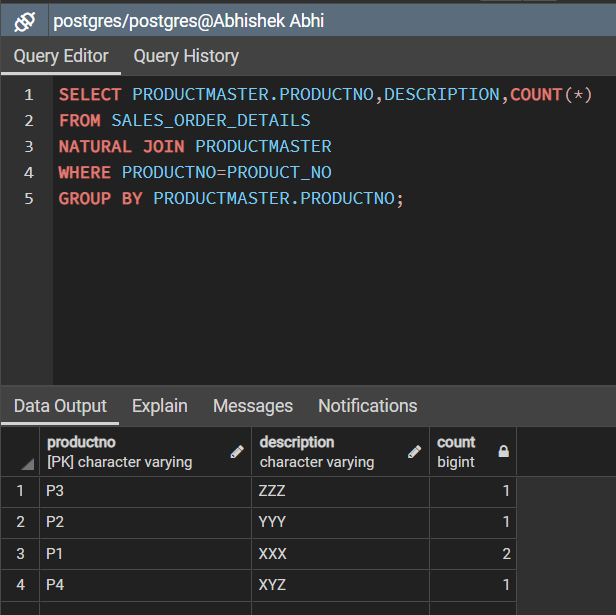 postgres/postgres@Abhishek Abhi
Query Editor Query History
1 SELECT PRODUCTMASTER.PRODUCTNO,DESCRIPTION,COUNT(*)
2 FROM SALES_ORDER_DETAILS
3 NATURAL JOIN PRODUCTMASTER
4 WHERE PRODUCTNO=PRODUCT_NO
5 GROUP BY PRODUCTMASTER.PRODUCTNO;
Data Output Explain Messages Notifications
productno description count
[PK] character varying character varying bigint
1 P3 ZZZ 1
2 P2 YYY 1
3 P1 XXX 2
4 P4 XYZ 1